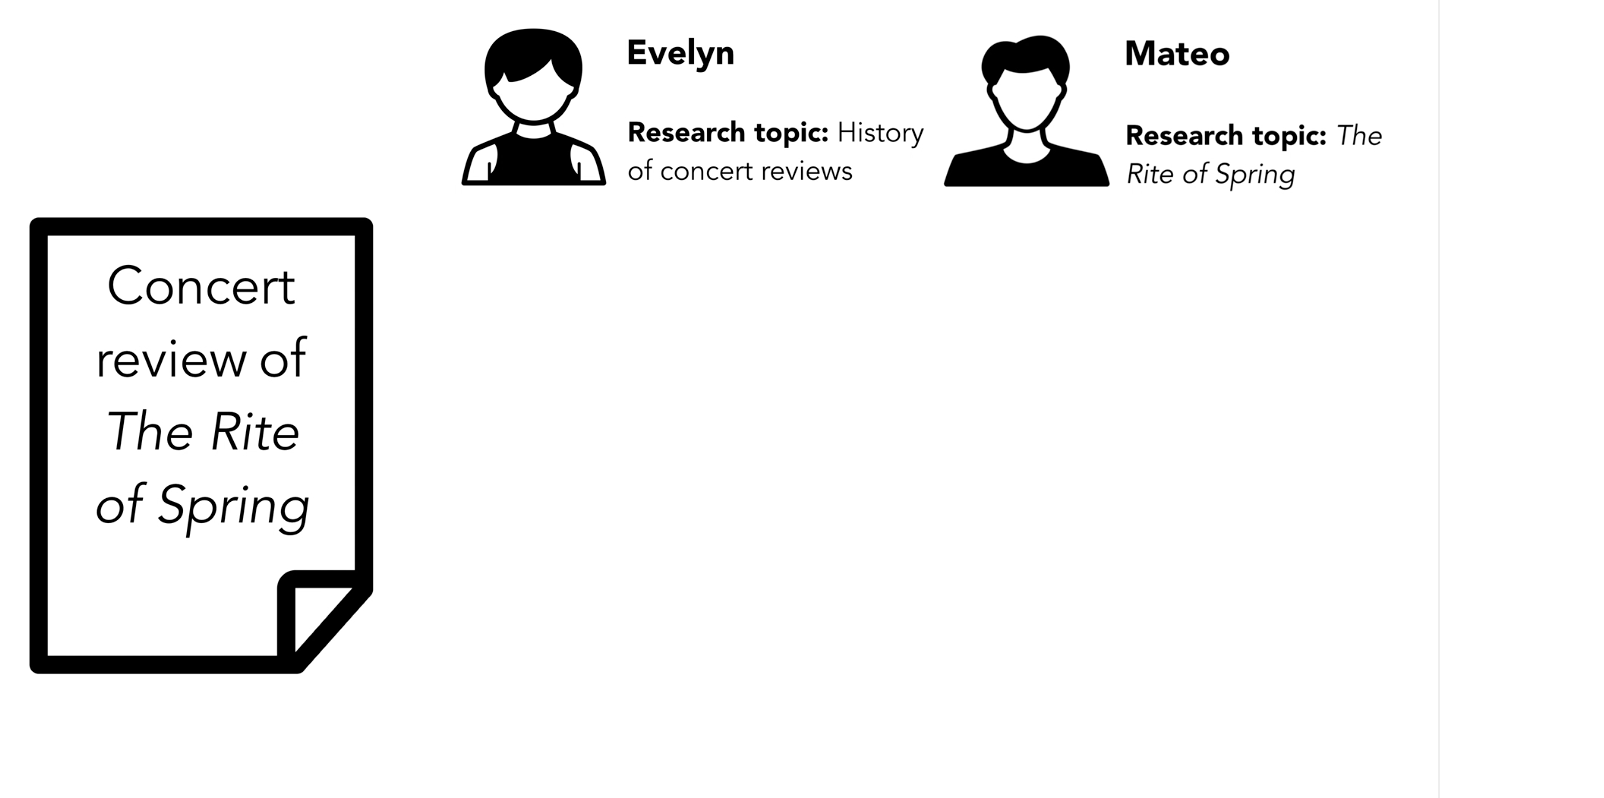 Evelyn
Research topic: History
of concert reviews
Mateo
Research topic: The
Rite of Spring
Concert
review of
The Rite
of Spring